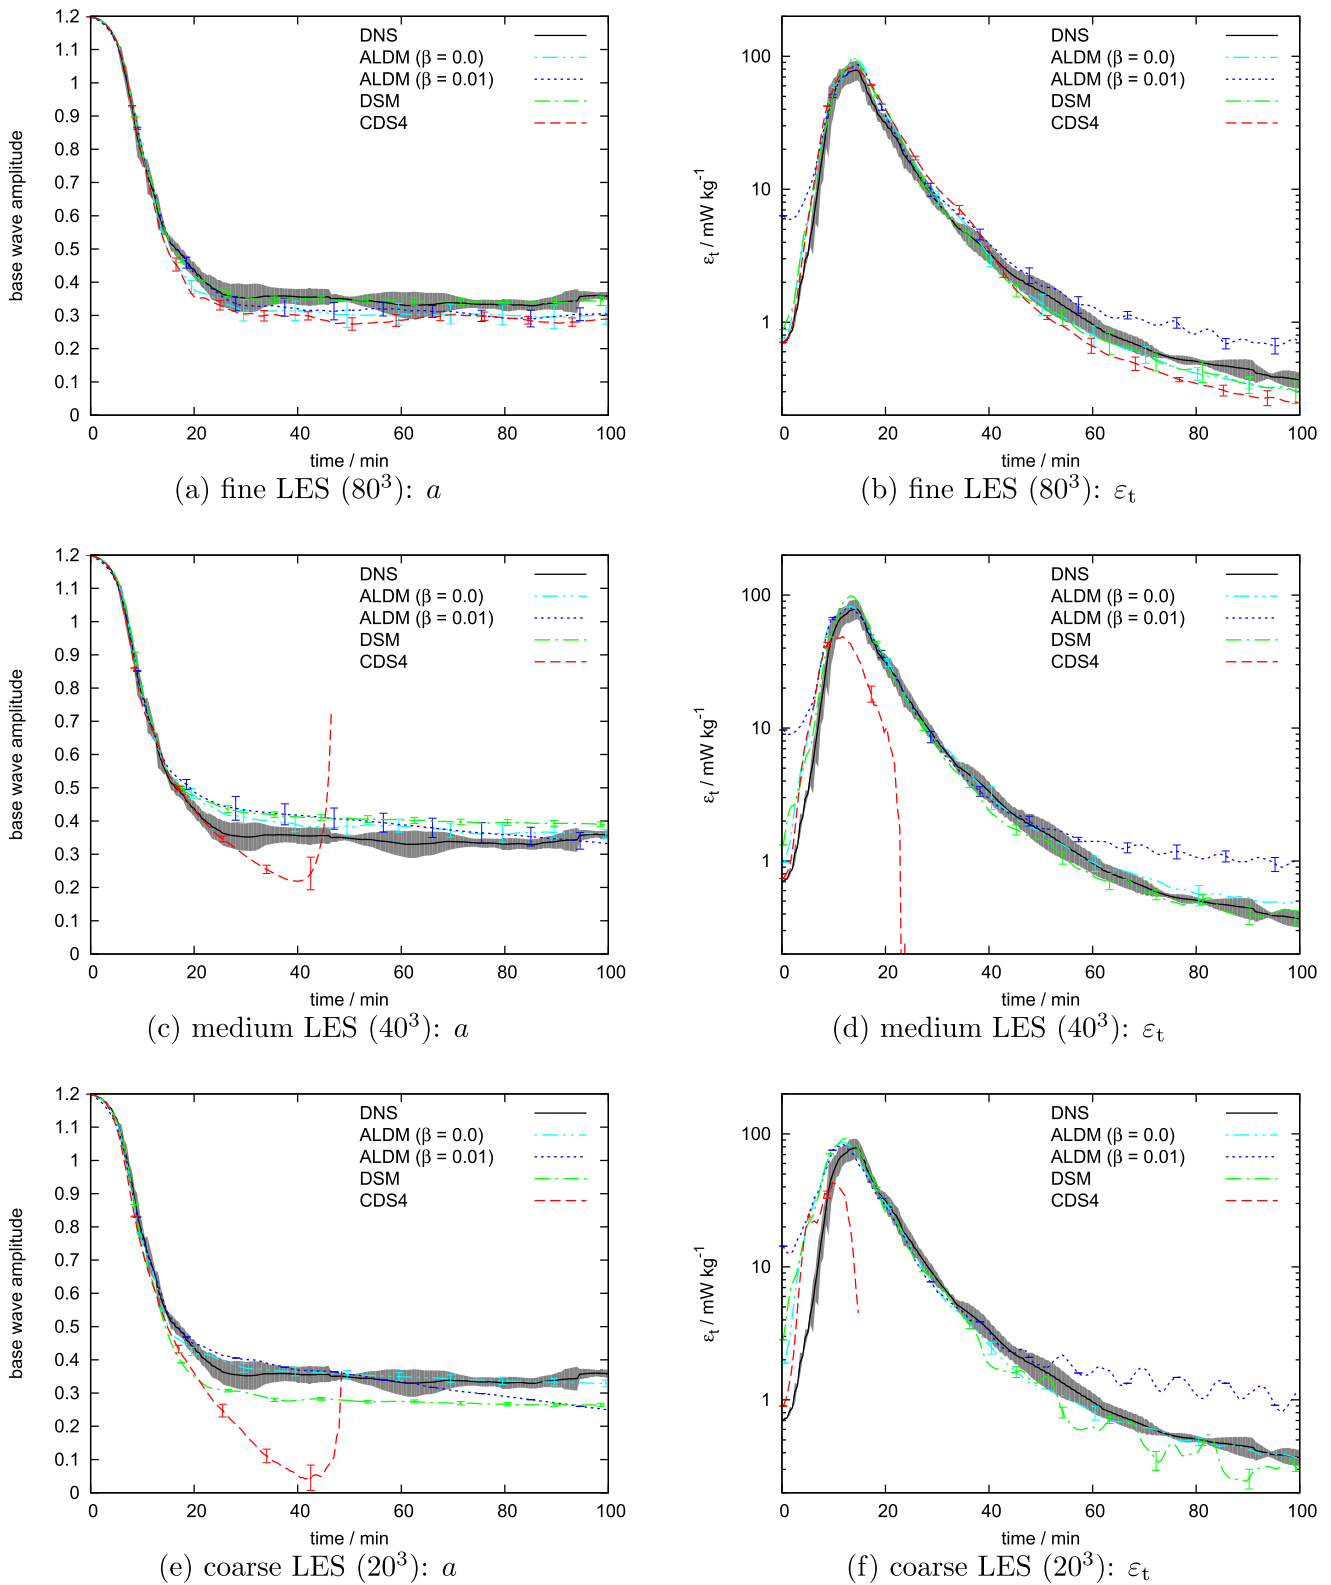 1.2
1.1
1
0.9
0.8
0.7
0.6
0.5
0.4
0.3
0.2
0.1
0
0 20 40 60 80 100
base wave amplitude
time / min
DNS
ALDM (β = 0.0)
ALDM (β = 0.01)
DSM
CDS4
(a) fine LES (80³): a
100
10
1
0 20 40 60 80 100
εt / mW kg-1
time / min
DNS
ALDM (β = 0.0)
ALDM (β = 0.01)
DSM
CDS4
(b) fine LES (80³): εt
1.2
1.1
1
0.9
0.8
0.7
0.6
0.5
0.4
0.3
0.2
0.1
0
0 20 40 60 80 100
base wave amplitude
time / min
DNS
ALDM (β = 0.0)
ALDM (β = 0.01)
DSM
CDS4
(c) medium LES (40³): a
100
10
1
0 20 40 60 80 100
εt / mW kg-1
time / min
DNS
ALDM (β = 0.0)
ALDM (β = 0.01)
DSM
CDS4
(d) medium LES (40³): εt
1.2
1.1
1
0.9
0.8
0.7
0.6
0.5
0.4
0.3
0.2
0.1
0
0 20 40 60 80 100
base wave amplitude
time / min
DNS
ALDM (β = 0.0)
ALDM (β = 0.01)
DSM
CDS4
(e) coarse LES (20³): a
100
10
1
0 20 40 60 80 100
εt / mW kg-1
time / min
DNS
ALDM (β = 0.0)
ALDM (β = 0.01)
DSM
CDS4
(f) coarse LES (20³): εt